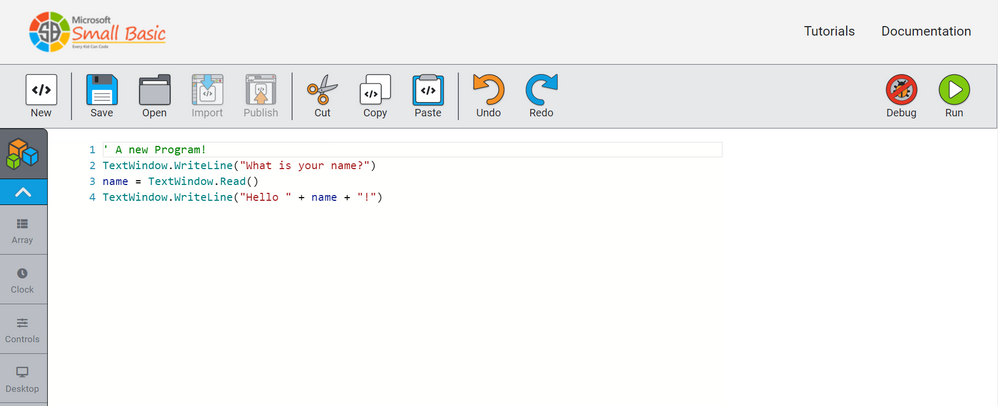 Microsoft
Small Basic
Every Kid Can Code
Tutorials Documentation
New Save Open Import Publish Cut Copy Paste Undo Redo Debug Run
1 ' A new Program!
2 TextWindow.WriteLine("What is your name?")
3 name = TextWindow.Read()
4 TextWindow.WriteLine("Hello " + name + "!")
Array
Clock
Controls
Desktop